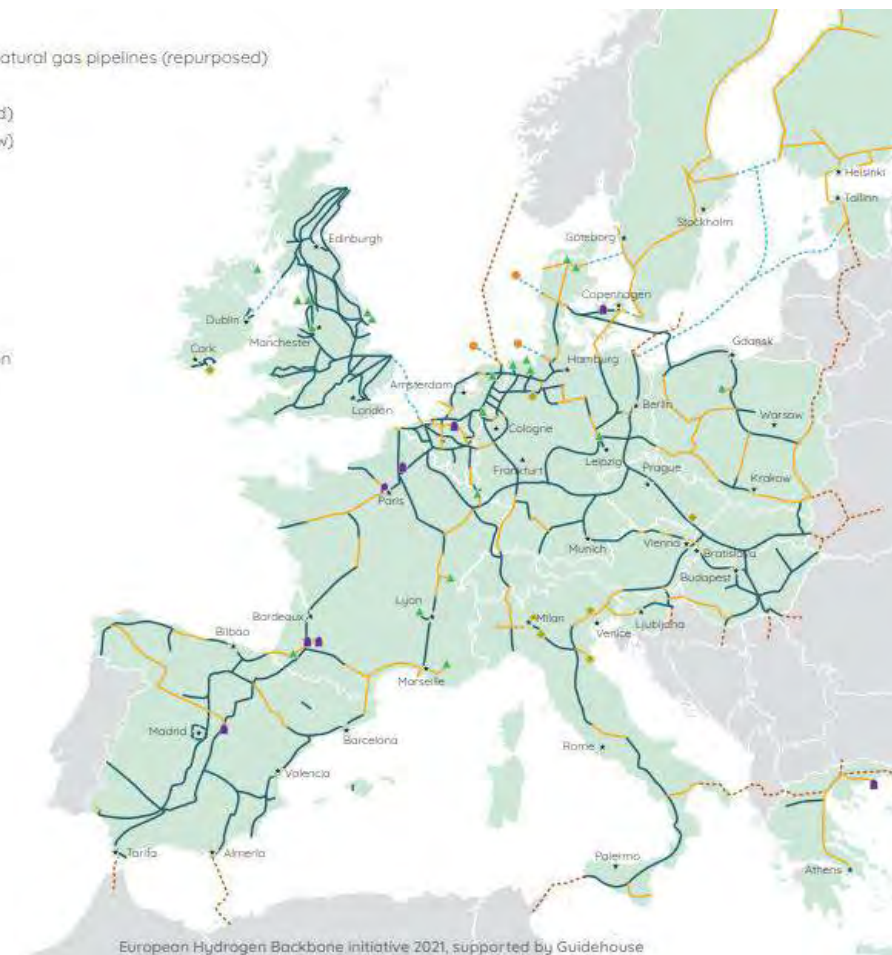 atural gas pipelines (repurposed)
d)
w)
on
Helsinki
Tallinn
Stockholm
Göteborg
Edinburgh
Copenhagen
Dublin
Manchester
Gdansk
Cork
Hamburg
Amsterdam
Berlin
London
Warsaw
Cologne
Leipzig
Frankfurt
Prague
Krakow
Paris
Munich
Vienna
Bratislava
Budapest
Lyon
Bordeaux
Milan
Venice
Ljubljana
Bilbao
Marseille
Madrid
Barcelona
Rome
Valencia
Tarifa
Almería
Palermo
Athens
European Hydrogen Backbone initiative 2021, supported by Guidehouse